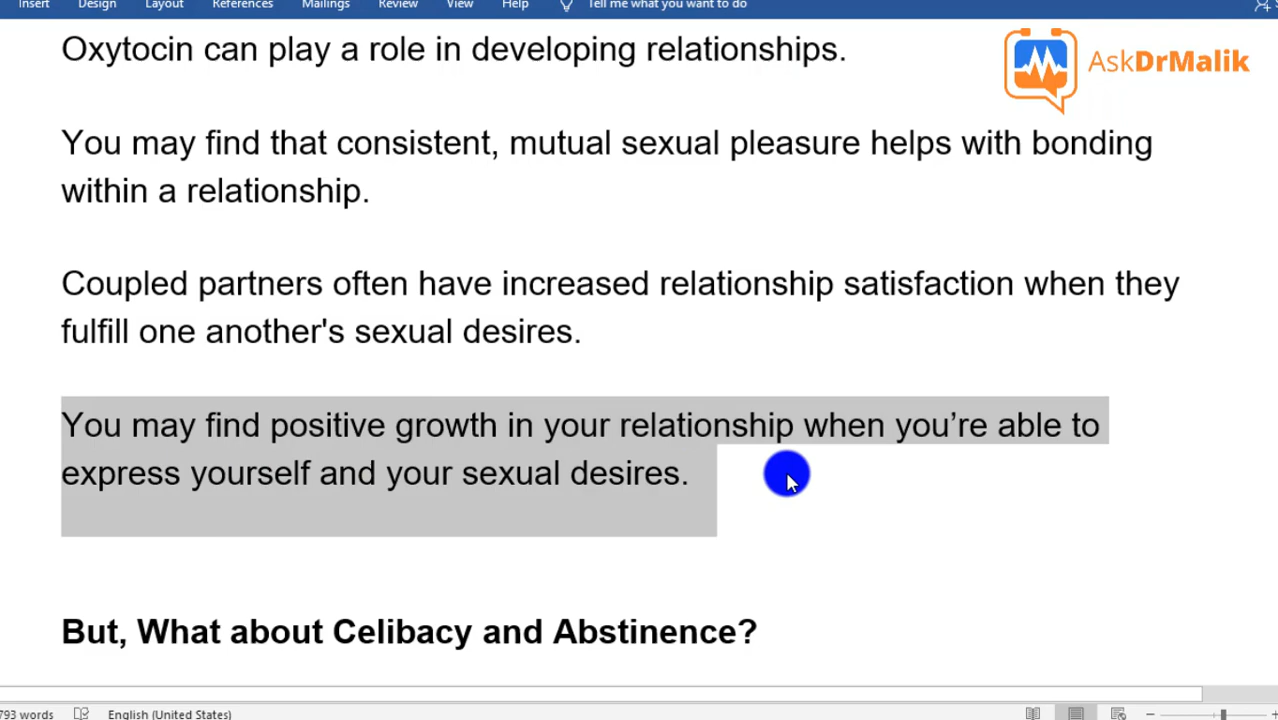 Insert Design Layout References Mailings Review View Help Tell me what you want to do
AskDrMalik
Oxytocin can play a role in developing relationships.
You may find that consistent, mutual sexual pleasure helps with bonding
within a relationship.
Coupled partners often have increased relationship satisfaction when they
fulfill one another's sexual desires.
You may find positive growth in your relationship when you’re able to
express yourself and your sexual desires.
But, What about Celibacy and Abstinence?
793 words English (United States)